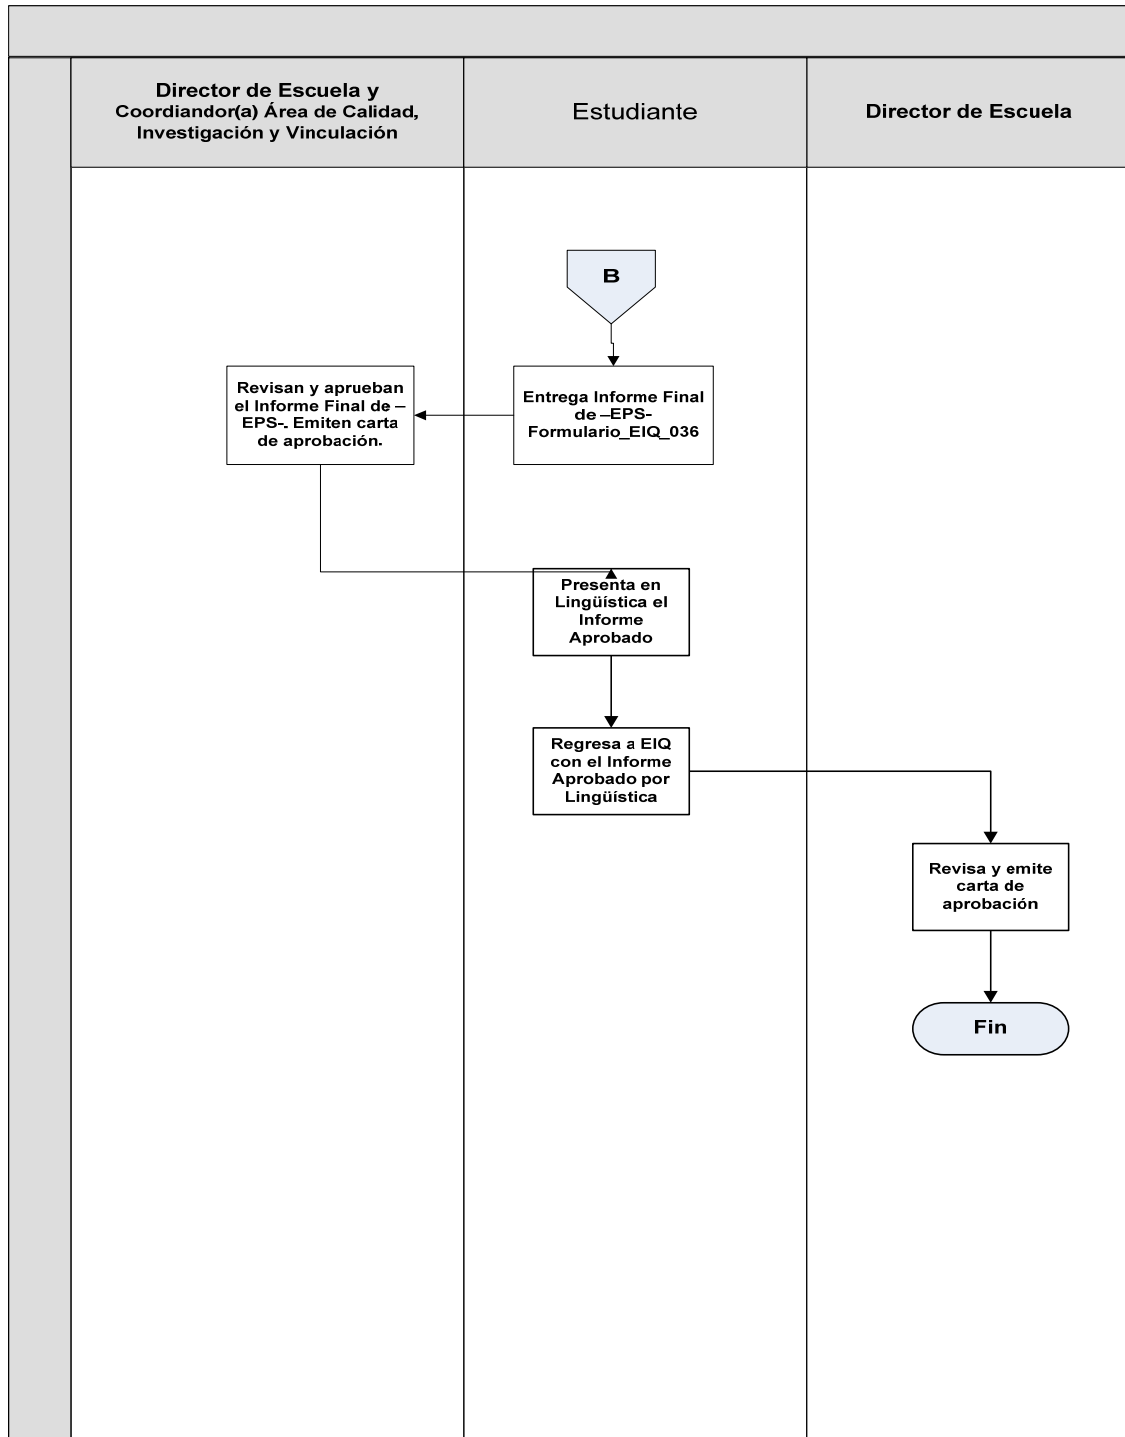 Director de Escuela y
Coordiandor(a) Área de Calidad,
Investigación y Vinculación
Estudiante
Director de Escuela
B
Entrega Informe Final
de –EPS-
Formulario_EIQ_036
Revisan y aprueban
el Informe Final de –
EPS-. Emiten carta
de aprobación.
Presenta en
Lingüística el
Informe
Aprobado
Regresa a EIQ
con el Informe
Aprobado por
Lingüística
Revisa y emite
carta de
aprobación
Fin